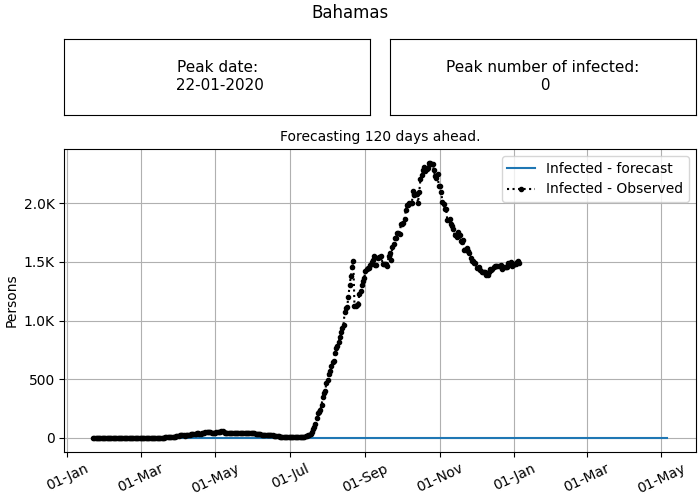 Bahamas
Peak date:
22-01-2020
Peak number of infected:
0
Forecasting 120 days ahead.
Infected - forecast
Infected - Observed
2.0K
1.5K
1.0K
500
0
Persons
01-Jan
01-Mar
01-May
01-Jul
01-Sep
01-Nov
01-Jan
01-Mar
01-May